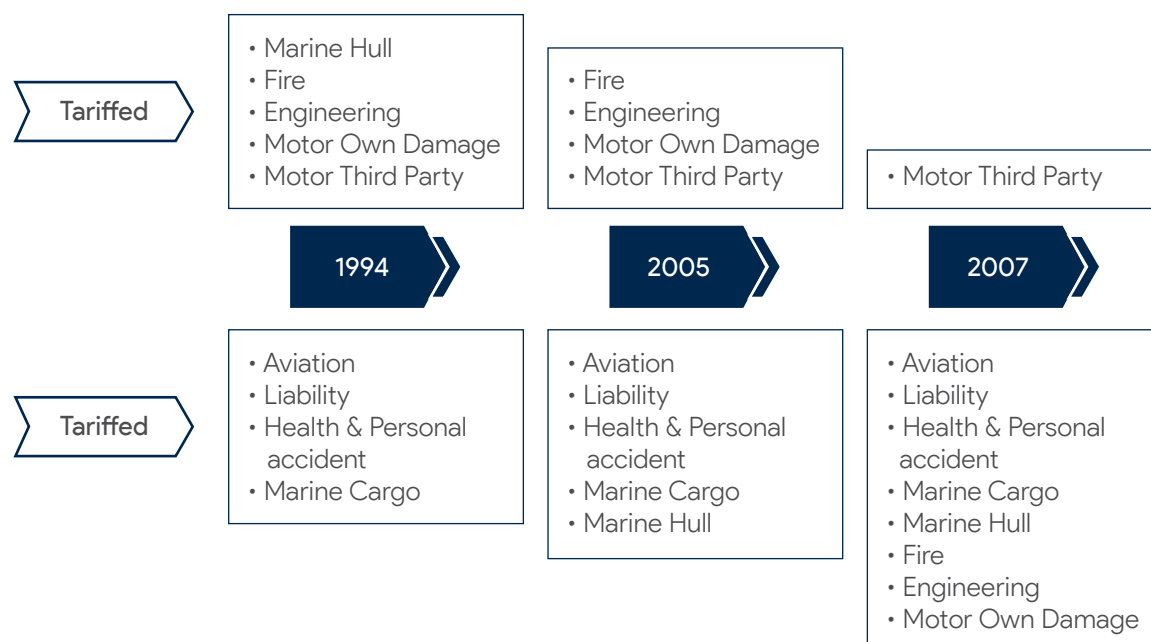 Tariffed
• Marine Hull
• Fire
• Engineering
• Motor Own Damage
• Motor Third Party
• Fire
• Engineering
• Motor Own Damage
• Motor Third Party
• Motor Third Party
1994
2005
2007
Tariffed
• Aviation
• Liability
• Health & Personal
accident
• Marine Cargo
• Aviation
• Liability
• Health & Personal
accident
• Marine Cargo
• Marine Hull
• Aviation
• Liability
• Health & Personal
accident
• Marine Cargo
• Marine Hull
• Fire
• Engineering
• Motor Own Damage